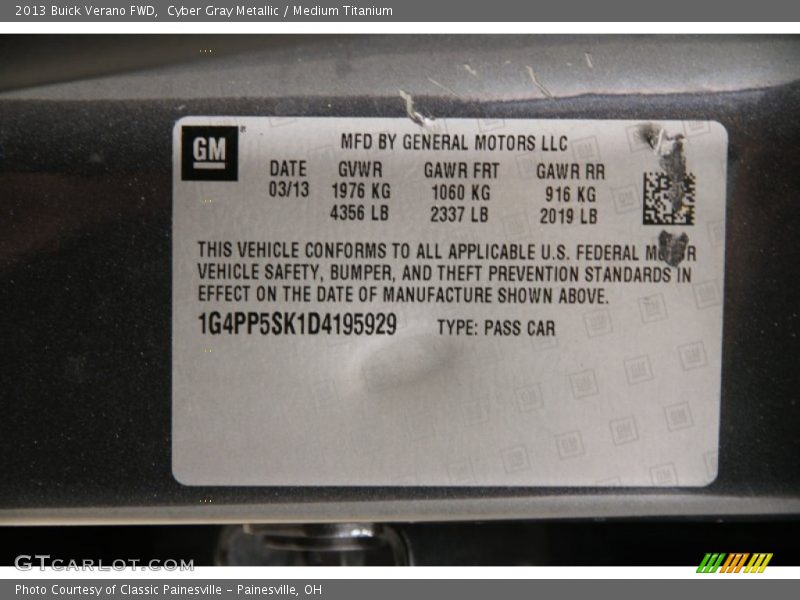 2013 Buick Verano FWD,  Cyber Gray Metallic / Medium Titanium
GM
MFD BY GENERAL MOTORS LLC
DATE GVWR GAWR FRT GAWR RR
03/13 1976 KG 1060 KG 916 KG
4356 LB 2337 LB 2019 LB
THIS VEHICLE CONFORMS TO ALL APPLICABLE U.S. FEDERAL
VEHICLE SAFETY, BUMPER, AND THEFT PREVENTION STANDARDS IN
EFFECT ON THE DATE OF MANUFACTURE SHOWN ABOVE.
1G4PP5SK1D4195929 TYPE: PASS CAR
GTCARLOT.COM
Photo Courtesy of Classic Painesville - Painesville, OH